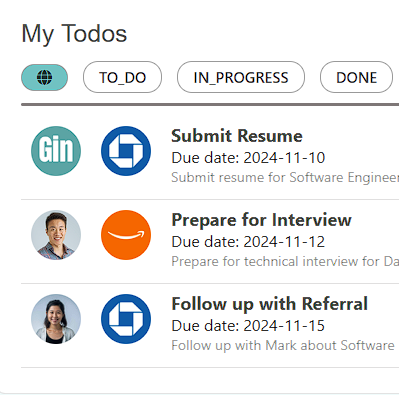 My Todos
TO_DO
IN_PROGRESS
DONE
Gin
Submit Resume
Due date: 2024-11-10
Submit resume for Software Engineer
Prepare for Interview
Due date: 2024-11-12
Prepare for technical interview for Da
Follow up with Referral
Due date: 2024-11-15
Follow up with Mark about Software